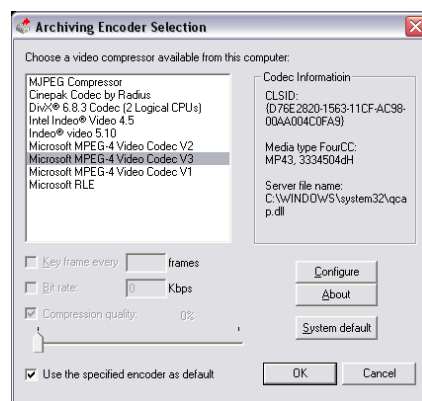 Archiving Encoder Selection
Choose a video compressor available from this computer:
MJPEG Compressor
Cinepak Codec by Radius
DivX® 6.8.3 Codec (2 Logical CPUs)
Intel Indeo® Video 4.5
Indeo® video 5.10
Microsoft MPEG-4 Video Codec V2
Microsoft MPEG-4 Video Codec V3
Microsoft MPEG-4 Video Codec V1
Microsoft RLE
Codec Informatioin
CLSID:
{D76E2820-1563-11CF-AC98-
00AA004C0FA9}
Media type FourCC:
MP43, 3334504dH
Server file name:
C:\WINDOWS\system32\qca
p.dll
Key frame every frames
Bit rate: 0 Kbps
Compression quality: 0%
Configure
About
System default
Use the specified encoder as default
OK Cancel